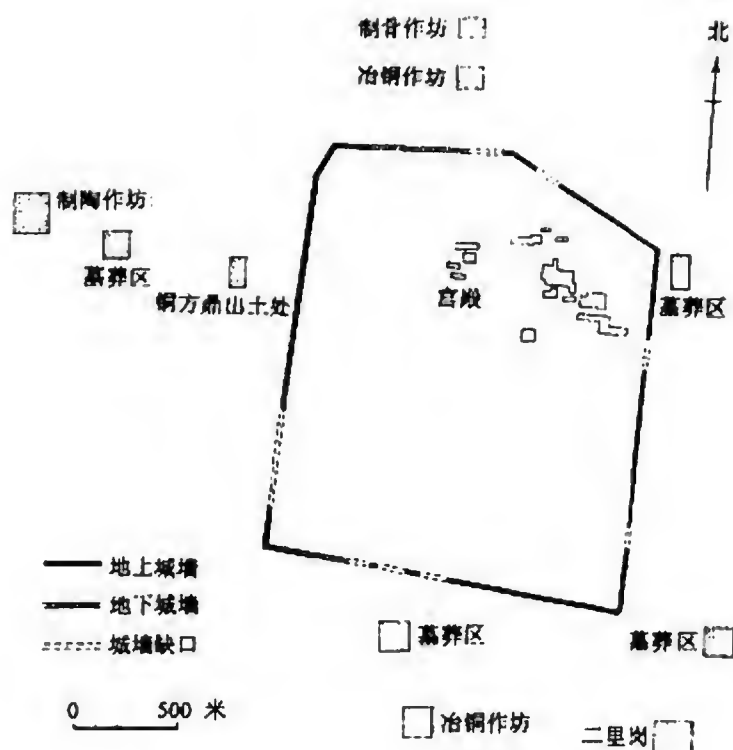 制骨作坊
北
冶铜作坊
制陶作坊
墓葬区
铜方鼎出土处
宫殿
墓葬区
地上城墙
地下城墙
城墙缺口
墓葬区
墓葬区
0 500 米
冶铜作坊
二里岗